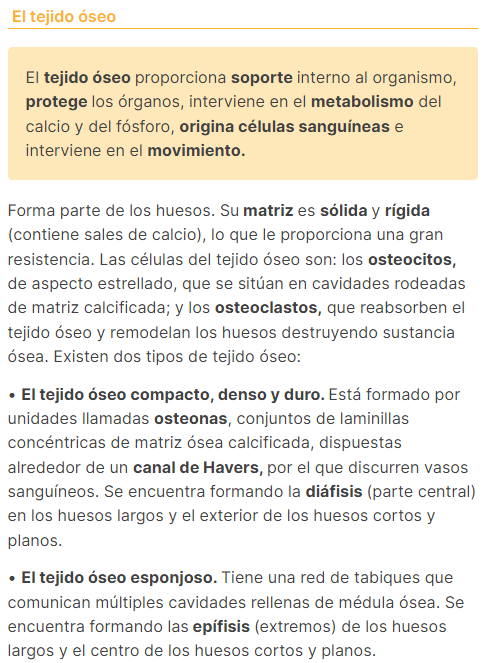 El tejido óseo
El tejido óseo proporciona soporte interno al organismo,
protege los órganos, interviene en el metabolismo del
calcio y del fósforo, origina células sanguíneas e
interviene en el movimiento.
Forma parte de los huesos. Su matriz es sólida y rígida
(contiene sales de calcio), lo que le proporciona una gran
resistencia. Las células del tejido óseo son: los osteocitos,
de aspecto estrellado, que se sitúan en cavidades rodeadas
de matriz calcificada; y los osteoclastos, que reabsorben el
tejido óseo y remodelan los huesos destruyendo sustancia
ósea. Existen dos tipos de tejido óseo:
• El tejido óseo compacto, denso y duro. Está formado por
unidades llamadas osteonas, conjuntos de laminillas
concéntricas de matriz ósea calcificada, dispuestas
alrededor de un canal de Havers, por el que discurren vasos
sanguíneos. Se encuentra formando la diáfisis (parte central)
en los huesos largos y el exterior de los huesos cortos y
planos.
• El tejido óseo esponjoso. Tiene una red de tabiques que
comunican múltiples cavidades rellenas de médula ósea. Se
encuentra formando las epífisis (extremos) de los huesos
largos y el centro de los huesos cortos y planos.